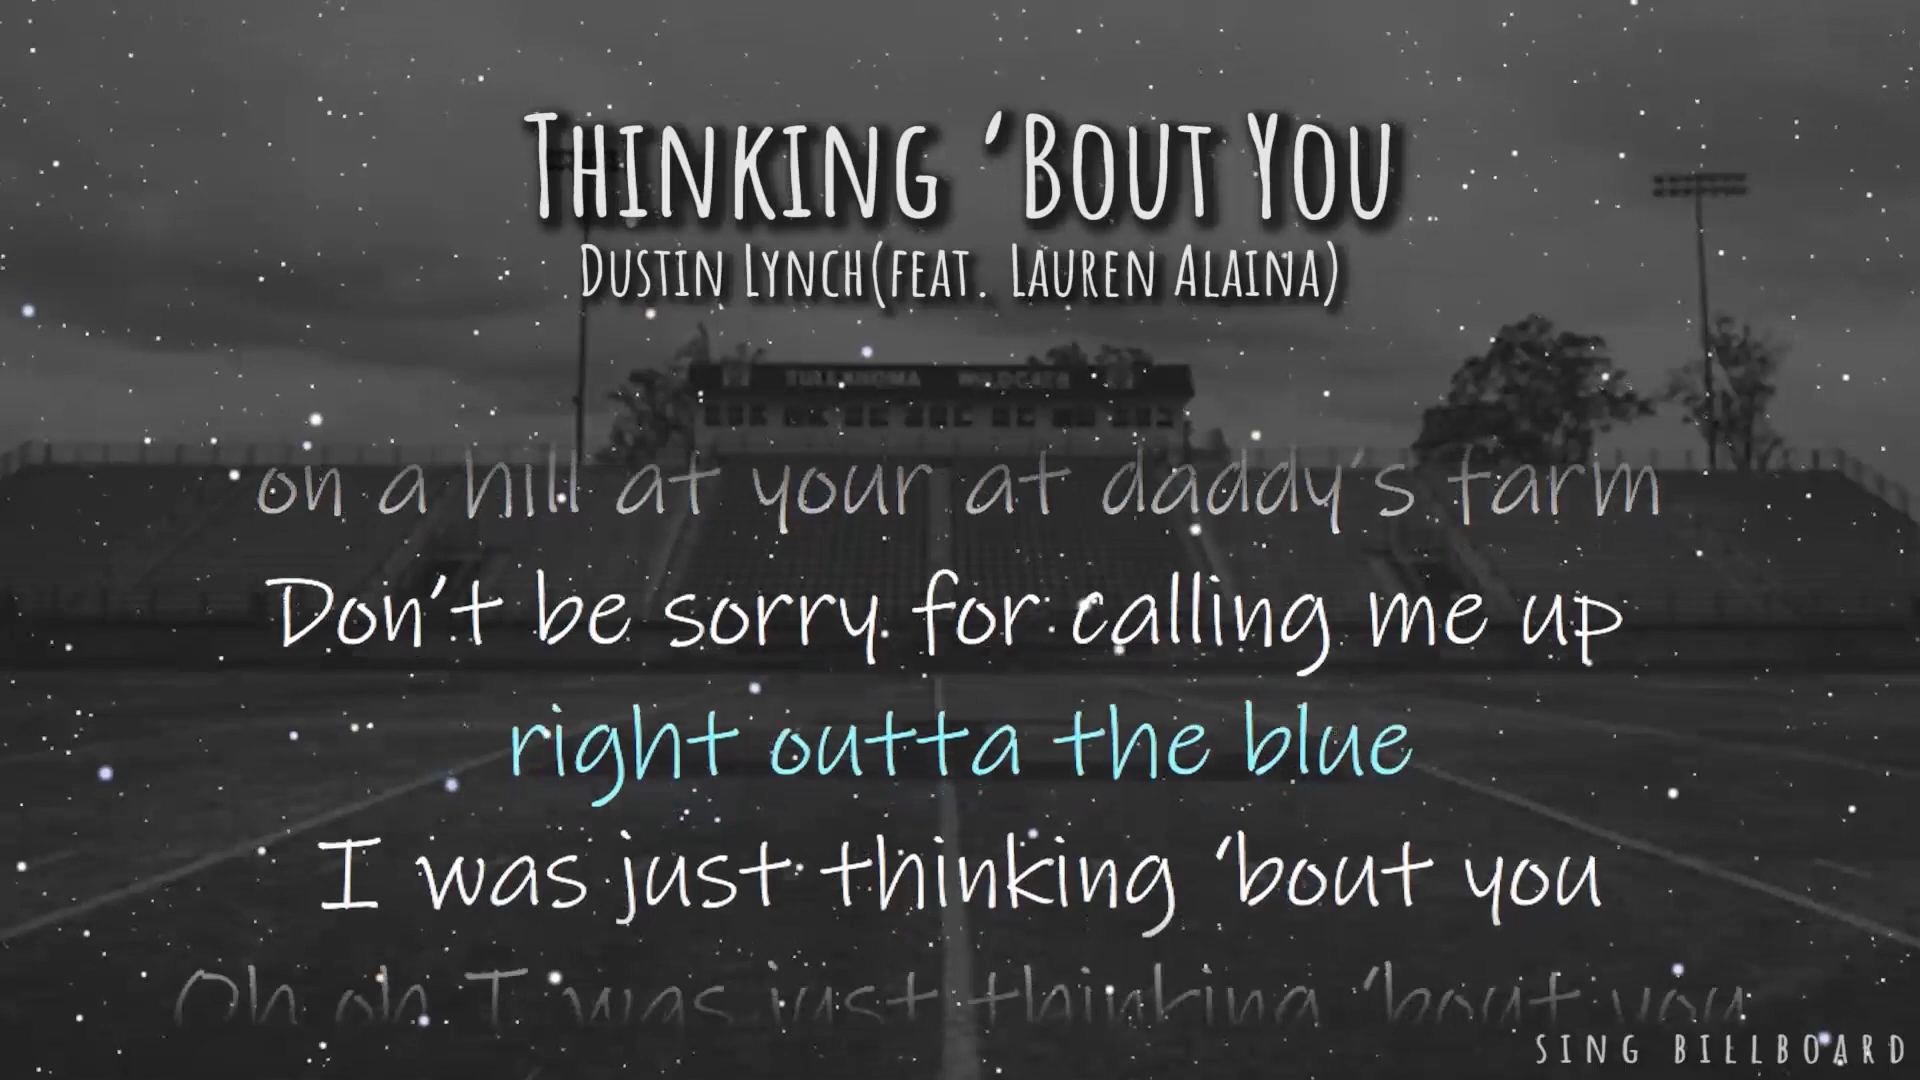 THINKING ‘BOUT YOU
DUSTIN LYNCH(FEAT. LAUREN ALAINA)
TULLAHOMA WILDCATS
on a hill at your at daddy’s farm
Don’t be sorry for calling me up
right outta the blue
I was just thinking ‘bout you
Oh oh I was just thinking ‘bout you
SING BILLBOARD